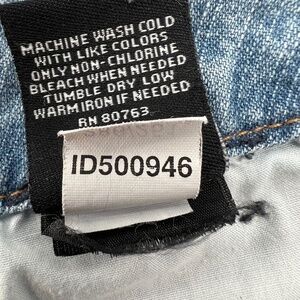 MACHINE WASH COLD
WITH LIKE COLORS
ONLY NON-CHLORINE
BLEACH WHEN NEEDED
TUMBLE DRY LOW
WARM IRON IF NEEDED
RN 80763
ID500946